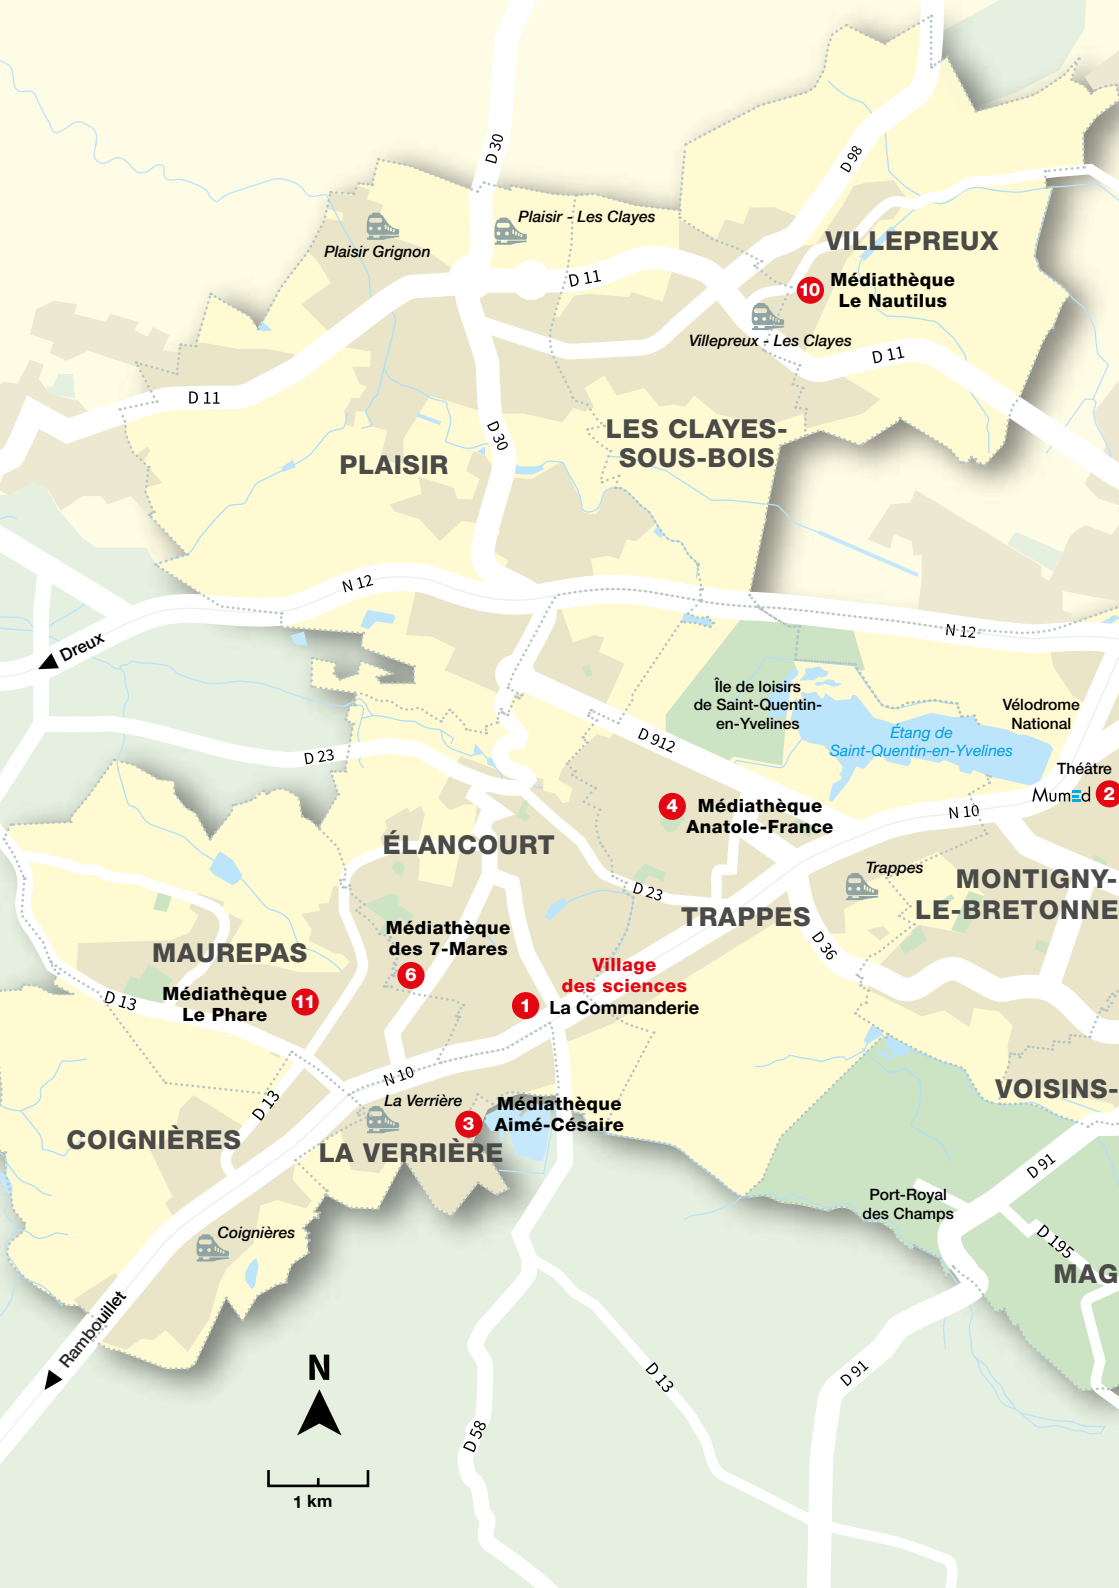 D 30
D 98
Plaisir - Les Clayes
Plaisir Grignon
VILLEPREUX
D 11
10
Médiathèque
Le Nautilus
Villepreux - Les Clayes
D 11
D 11
D 30
LES CLAYES-
SOUS-BOIS
PLAISIR
N 12
N 12
Dreux
Île de loisirs
de Saint-Quentin-
en-Yvelines
Vélodrome
National
Étang de
Saint-Quentin-en-Yvelines
D 912
D 23
Théâtre
MumEd
2
4
Médiathèque
Anatole-France
N 10
ÉLANCOURT
Trappes
MONTIGNY-
LE-BRETONNE
D 23
TRAPPES
Médiathèque
des 7-Mares
6
D 36
MAUREPAS
Village
des sciences
1
La Commanderie
Médiathèque
Le Phare
11
D 13
N 10
VOISINS-
La Verrière
D 13
3
Médiathèque
Aimé-Césaire
COIGNIÈRES
LA VERRIÈRE
D 91
Port-Royal
des Champs
Coignières
D 195
MAG
Rambouillet
N
D 13
D 91
D 58
1 km